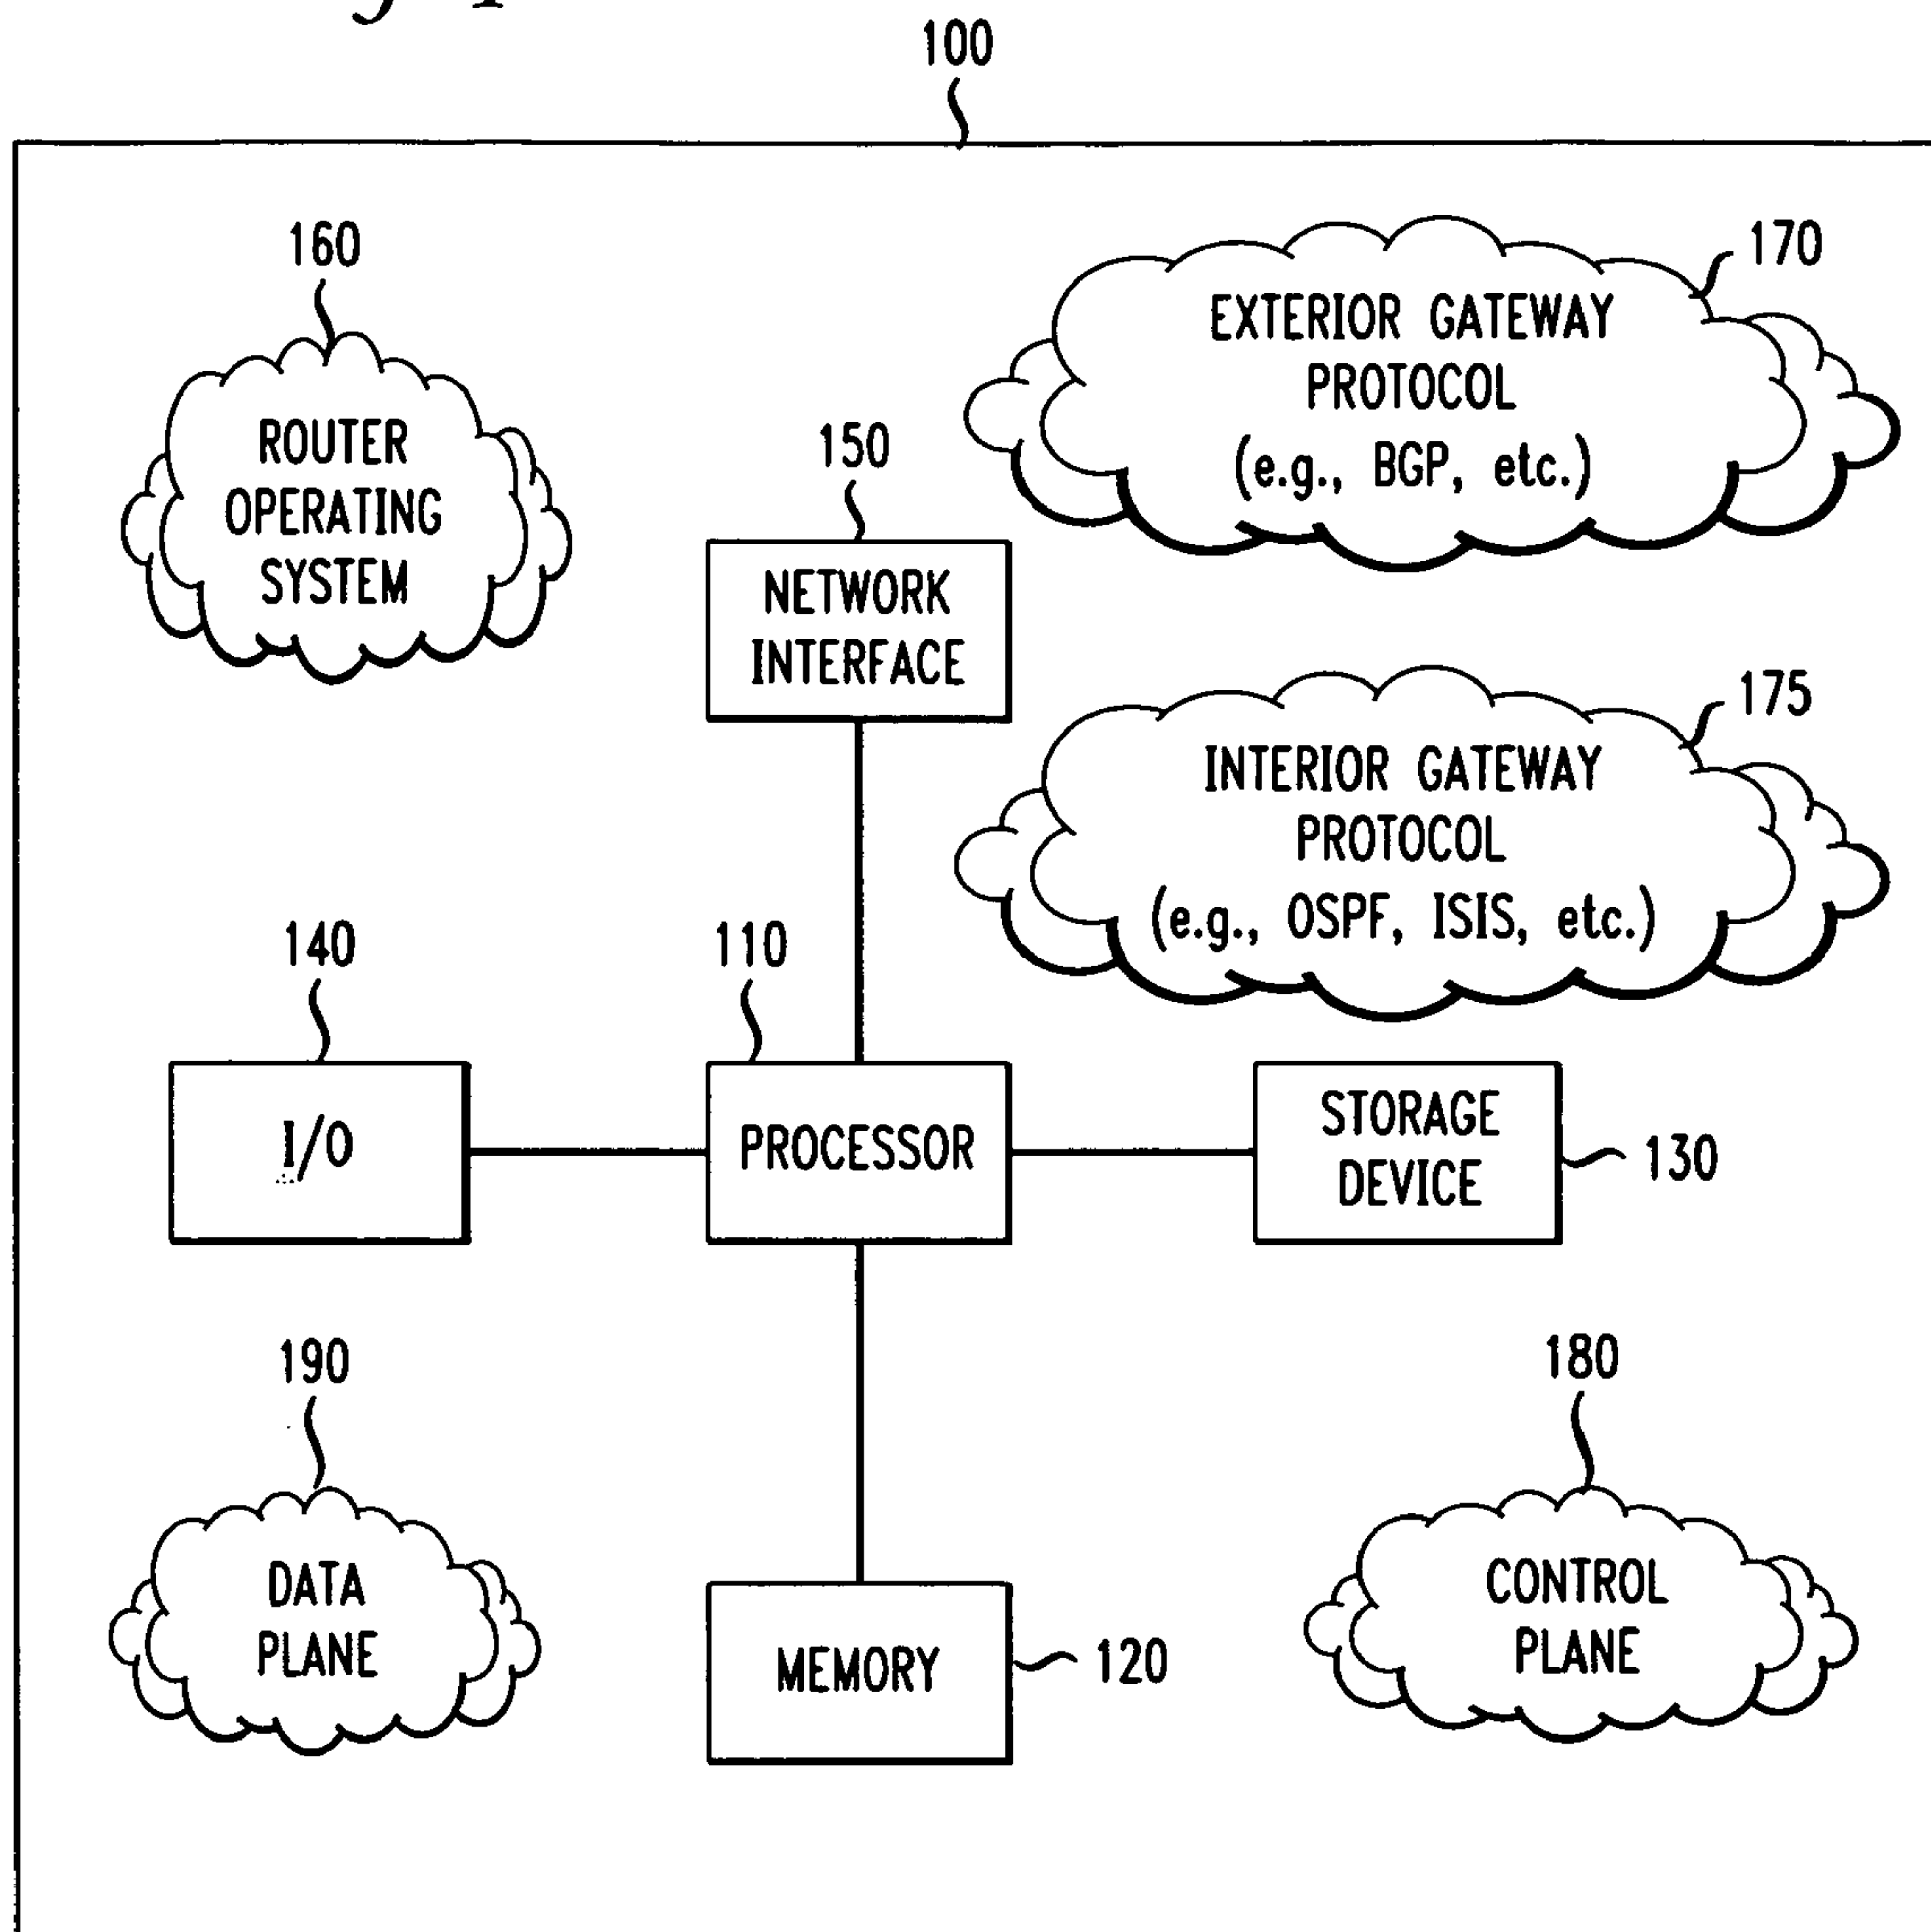 100
160
170
EXTERIOR GATEWAY
PROTOCOL
(e.g., BGP, etc.)
ROUTER
OPERATING
SYSTEM
150
NETWORK
INTERFACE
175
INTERIOR GATEWAY
PROTOCOL
(e.g., OSPF, ISIS, etc.)
140
110
I/O
PROCESSOR
STORAGE
DEVICE
130
190
180
DATA
PLANE
CONTROL
PLANE
MEMORY
120